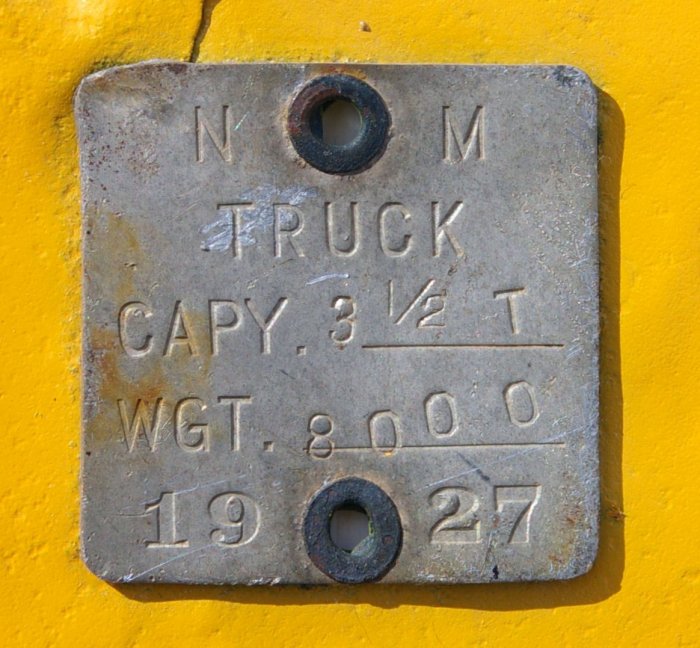 N M
TRUCK
CAPY. 3 1/2 T
WGT. 8000
19 27